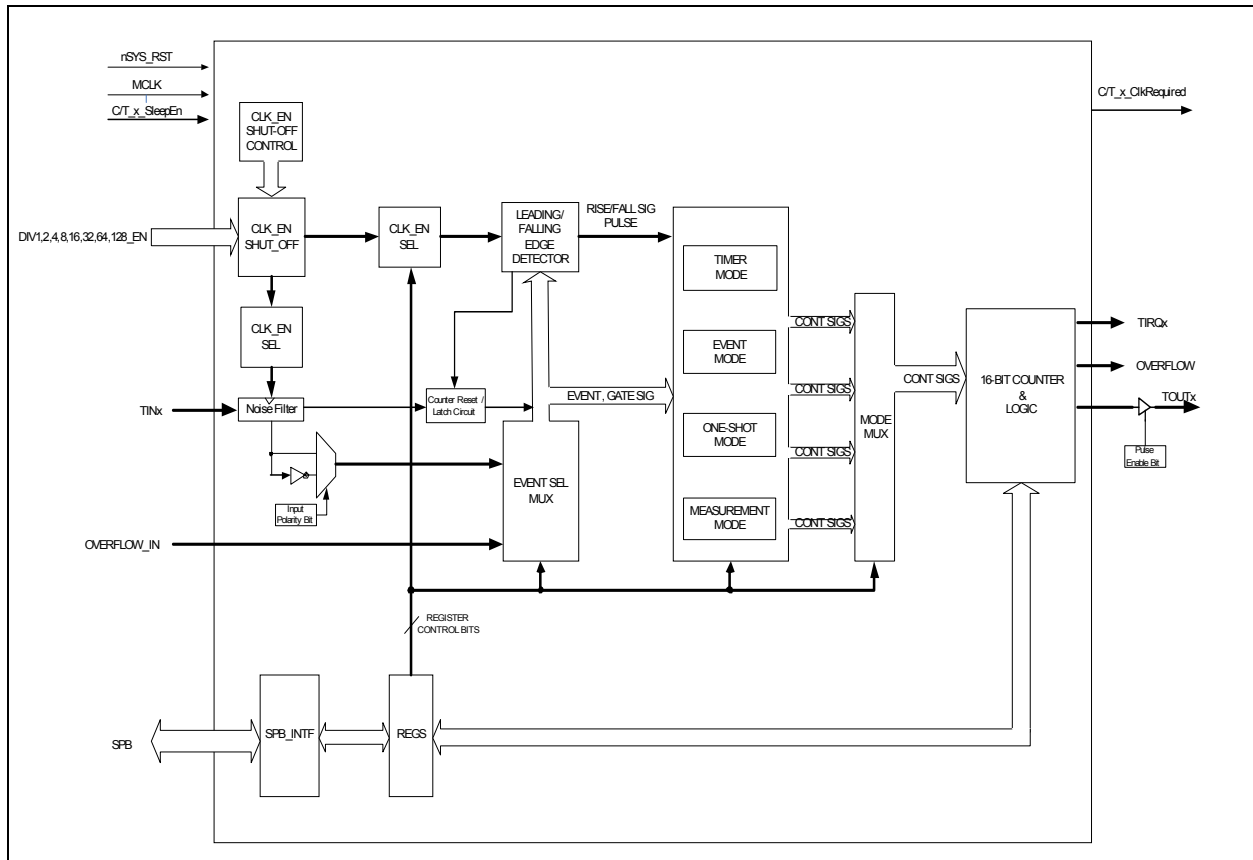 nSYS_RST
MCLK
C/T_x_SleepEn
C/T_x_ClkRequired
CLK_EN
SHUT-OFF
CONTROL
DIV1,2,4,8,16,32,64,128_EN
CLK_EN
SHUT_OFF
CLK_EN
SEL
LEADING/
FALLING
EDGE
DETECTOR
RISE/FALL SIG
PULSE
TIMER
MODE
CLK_EN
SEL
EVENT
MODE
CONT SIGS
16-BIT COUNTER
&
LOGIC
TIRQx
OVERFLOW
TOUTx
Pulse
Enable Bit
TINx
Noise Filter
Counter Reset /
Latch Circuit
EVENT, GATE SIG
ONE-SHOT
MODE
CONT SIGS
MODE
MUX
CONT SIGS
CONT SIGS
Input
Polarity Bit
EVENT SEL
MUX
MEASUREMENT
MODE
CONT SIGS
OVERFLOW_IN
REGISTER
CONTROL BITS
SPB
SPB_INTF
REGS